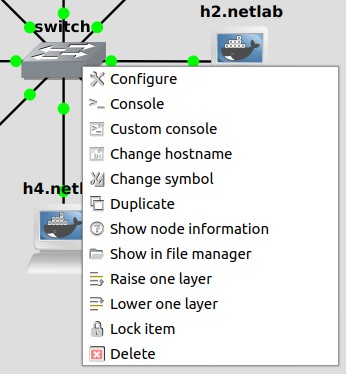 h2.netlab
switch
Configure
Console
Custom console
Change hostname
Change symbol
Duplicate
h4.netl
Show node information
Show in file manager
Raise one layer
Lower one layer
Lock item
Delete